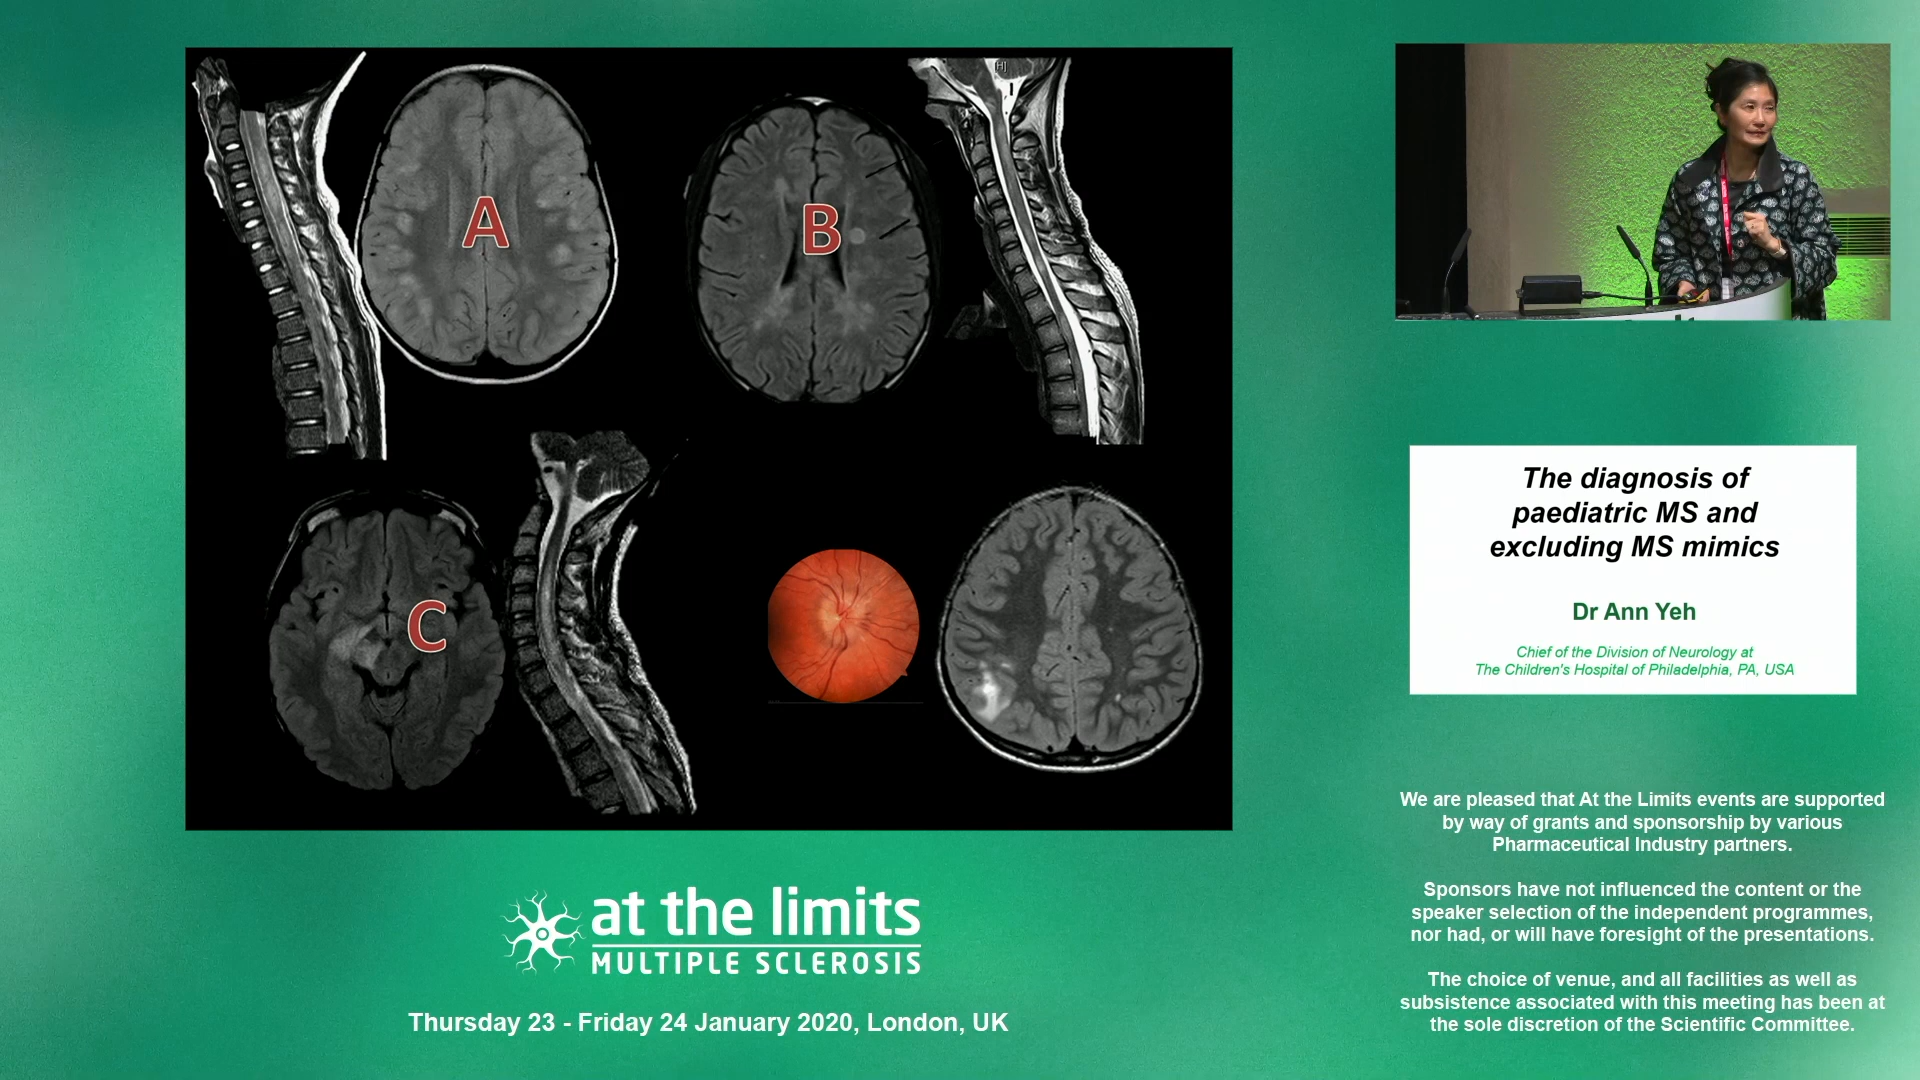 A
B
[H]
C
The diagnosis of
paediatric MS and
excluding MS mimics
Dr Ann Yeh
Chief of the Division of Neurology at
The Children's Hospital of Philadelphia, PA, USA
We are pleased that At the Limits events are supported
by way of grants and sponsorship by various
Pharmaceutical Industry partners.
Sponsors have not influenced the content or the
speaker selection of the independent programmes,
nor had, or will have foresight of the presentations.
The choice of venue, and all facilities as well as
subsistence associated with this meeting has been at
the sole discretion of the Scientific Committee.
at the limits
MULTIPLE SCLEROSIS
Thursday 23 - Friday 24 January 2020, London, UK